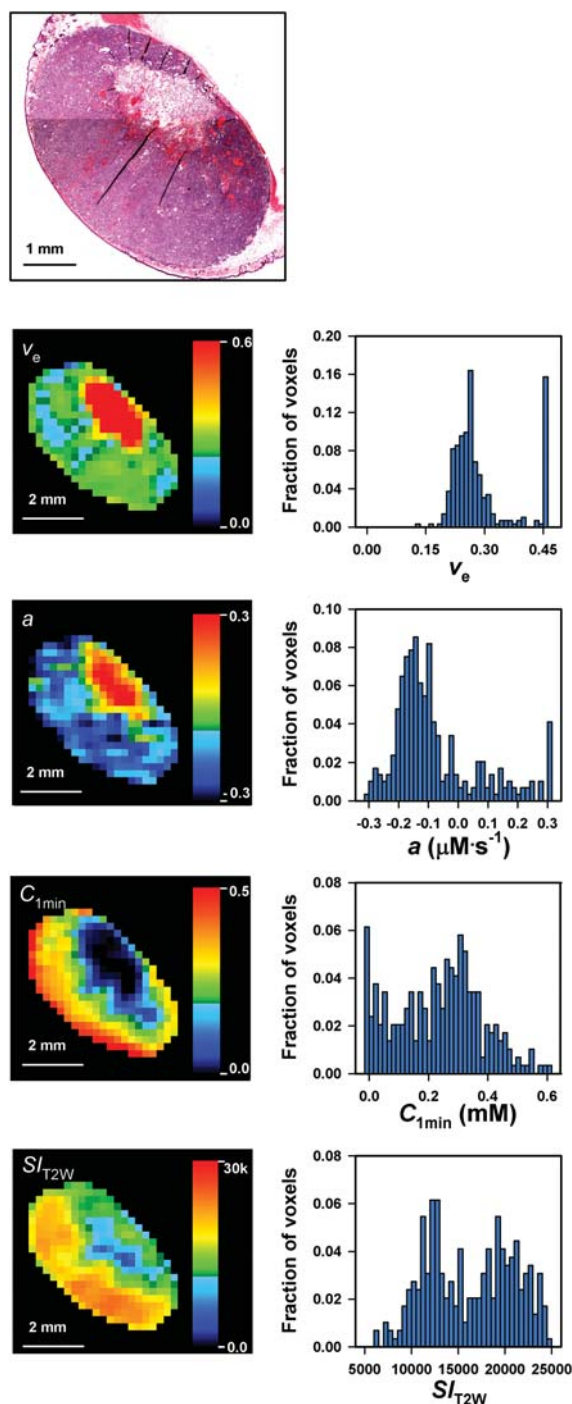 1 mm
vₑ
0.6
0.0
2 mm
Fraction of voxels
0.20
0.16
0.12
0.08
0.04
0.00
0.00 0.15 0.30 0.45
vₑ
a
0.3
- 0.3
2 mm
Fraction of voxels
0.10
0.08
0.06
0.04
0.02
0.00
-0.3 -0.2 -0.1 0.0 0.1 0.2 0.3
a (μM·s⁻¹)
C1min
0.5
0.0
2 mm
Fraction of voxels
0.08
0.06
0.04
0.02
0.00
0.0 0.2 0.4 0.6
C1min (mM)
SIT2W
30k
0.0
2 mm
Fraction of voxels
0.08
0.06
0.04
0.02
0.00
5000 10000 15000 20000 25000
SIT2W